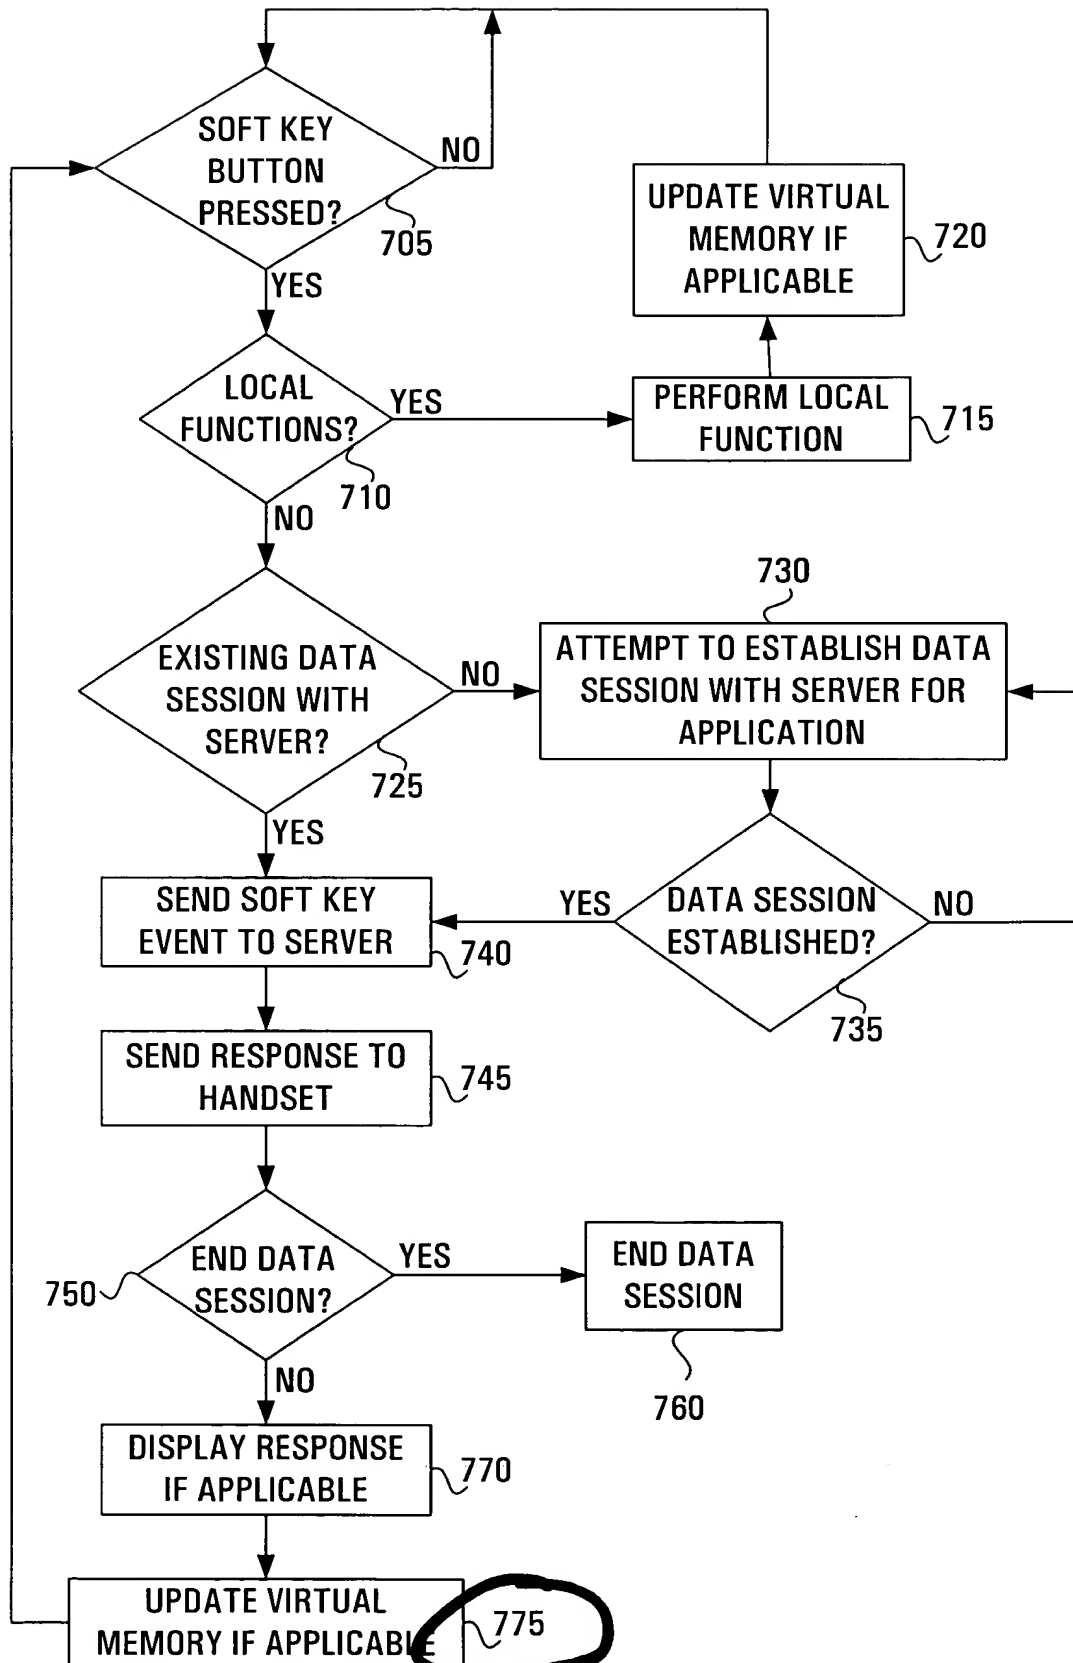 SOFT KEY
BUTTON
PRESSED?
NO
705
YES
UPDATE VIRTUAL
MEMORY IF
APPLICABLE
720
LOCAL
FUNCTIONS?
YES
710
PERFORM LOCAL
FUNCTION
715
NO
730
EXISTING DATA
SESSION WITH
SERVER?
NO
725
ATTEMPT TO ESTABLISH DATA
SESSION WITH SERVER FOR
APPLICATION
YES
SEND SOFT KEY
EVENT TO SERVER
740
YES
DATA SESSION
ESTABLISHED?
NO
735
SEND RESPONSE TO
HANDSET
745
END DATA
SESSION?
750
YES
END DATA
SESSION
760
NO
DISPLAY RESPONSE
IF APPLICABLE
770
UPDATE VIRTUAL
MEMORY IF APPLICABLE
775